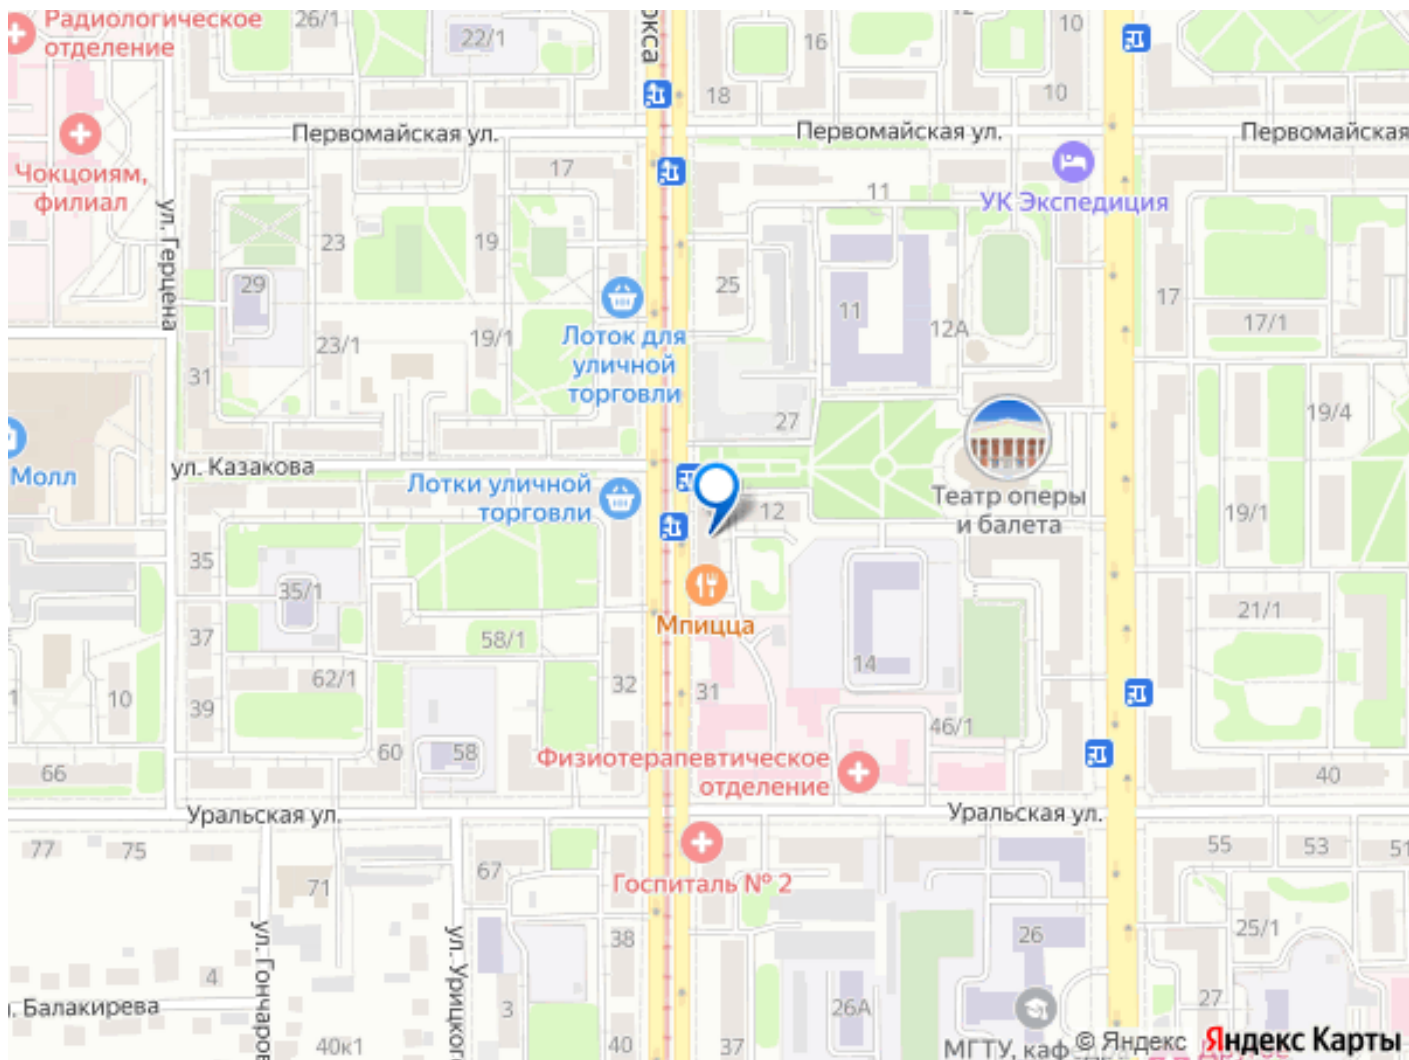 Радиологическое
отделение
26/1
22/1
окса
16
10
18
10
Первомайская ул.
Первомайская ул.
Первомайская
Чокцоиям,
филиал
17
11
УК Экспедиция
ул. Герцена
23
19
29
25
11
12А
17
17/1
23/1
19/1
Лоток для
уличной
торговли
31
27
19/4
Молл
ул. Казакова
Лотки уличной
торговли
12
Театр оперы
и балета
19/1
35
35/1
Мпицца
37
58/1
21/1
14
10
62/1
39
32
31
46/1
60
58
66
Физиотерапевтическое
отделение
40
Уральская ул.
Уральская ул.
77
75
67
71
Госпиталь № 2
55
53
51
ул. Гончаров
ул. Урицког
38
26
25/1
4
. Балакирева
3
26А
27
40к1
40
37
МГТУ, каф
© Яндекс
Яндекс Карты